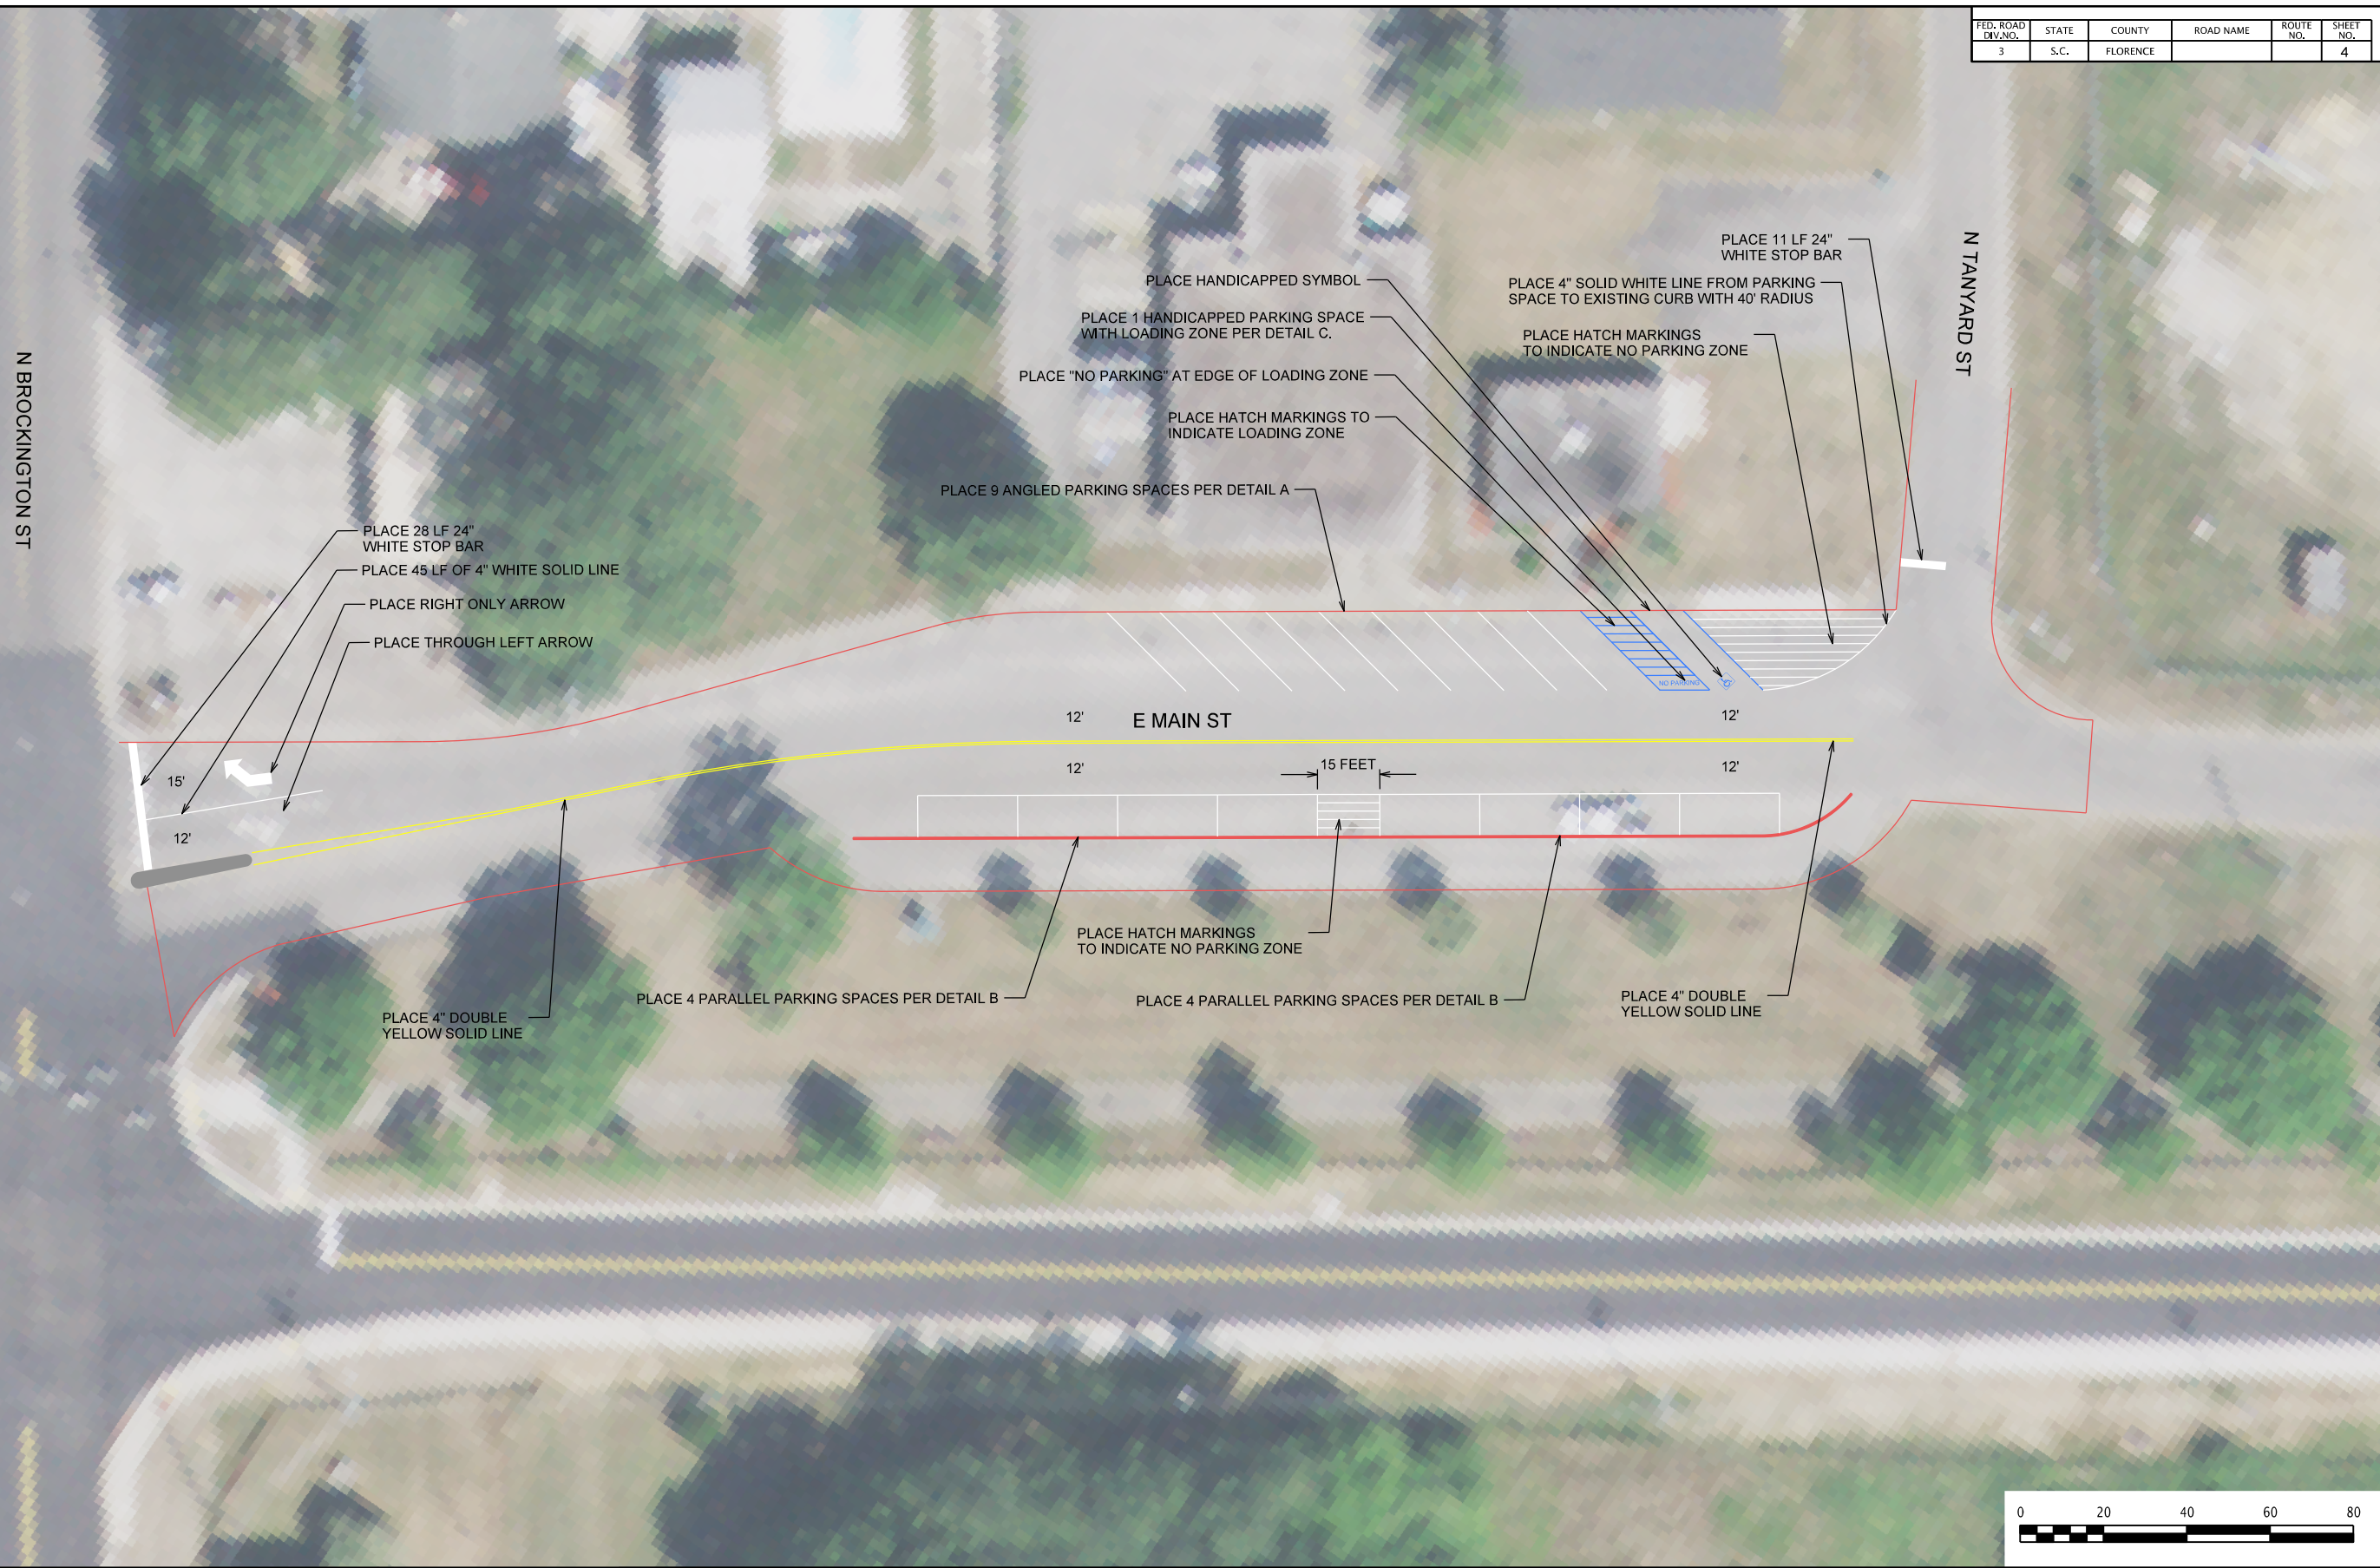 FED. ROAD DIV.NO. STATE COUNTY ROAD NAME ROUTE NO. SHEET NO.
3 S.C. FLORENCE 4
N BROCKINGTON ST
N TANYARD ST
PLACE 11 LF 24"
WHITE STOP BAR
PLACE HANDICAPPED SYMBOL
PLACE 4" SOLID WHITE LINE FROM PARKING
SPACE TO EXISTING CURB WITH 40' RADIUS
PLACE 1 HANDICAPPED PARKING SPACE
WITH LOADING ZONE PER DETAIL C.
PLACE HATCH MARKINGS
TO INDICATE NO PARKING ZONE
PLACE "NO PARKING" AT EDGE OF LOADING ZONE
PLACE HATCH MARKINGS TO
INDICATE LOADING ZONE
PLACE 9 ANGLED PARKING SPACES PER DETAIL A
PLACE 28 LF 24"
WHITE STOP BAR
PLACE 45 LF OF 4" WHITE SOLID LINE
PLACE RIGHT ONLY ARROW
PLACE THROUGH LEFT ARROW
NO PARKING
12' E MAIN ST 12'
12' 15 FEET 12'
15'
12'
PLACE HATCH MARKINGS
TO INDICATE NO PARKING ZONE
PLACE 4 PARALLEL PARKING SPACES PER DETAIL B
PLACE 4 PARALLEL PARKING SPACES PER DETAIL B
PLACE 4" DOUBLE
YELLOW SOLID LINE
PLACE 4" DOUBLE
YELLOW SOLID LINE
0 20 40 60 80